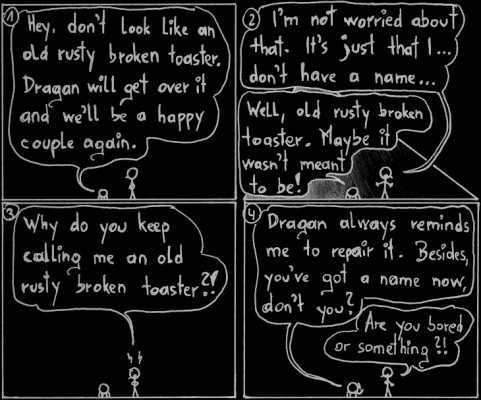 1
Hey, don't look like an
old rusty broken toaster.
Dragan will get over it
and we'll be a happy
couple again.
2
I'm not worried about
that. It's just that I...
don't have a name...
Well, old rusty broken
toaster. Maybe it
wasn't meant
to be!
3
Why do you keep
calling me an old
rusty broken toaster?!
4
Dragan always reminds
me to repair it. Besides,
you've got a name now,
don't you?
Are you bored
or something?!